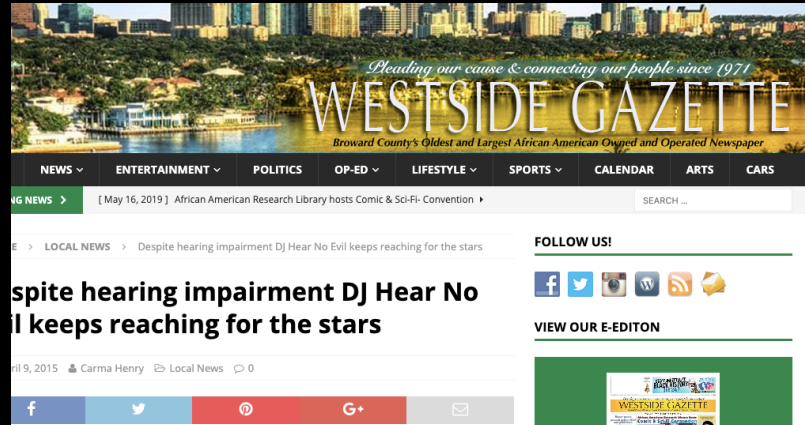 Pleading our cause & connecting our people since 1971
WESTSIDE GAZETTE
Broward County's Oldest and Largest African American Owned and Operated Newspaper
NEWS ENTERTAINMENT POLITICS OP-ED LIFESTYLE SPORTS CALENDAR ARTS CARS
NG NEWS [ May 16, 2019 ] African American Research Library hosts Comic & Sci-Fi- Convention SEARCH …
E > LOCAL NEWS > Despite hearing impairment DJ Hear No Evil keeps reaching for the stars
spite hearing impairment DJ Hear No
il keeps reaching for the stars
ril 9, 2015 Carma Henry Local News 0
f G+
FOLLOW US!
VIEW OUR E-EDITON
WESTSIDE GAZETTE